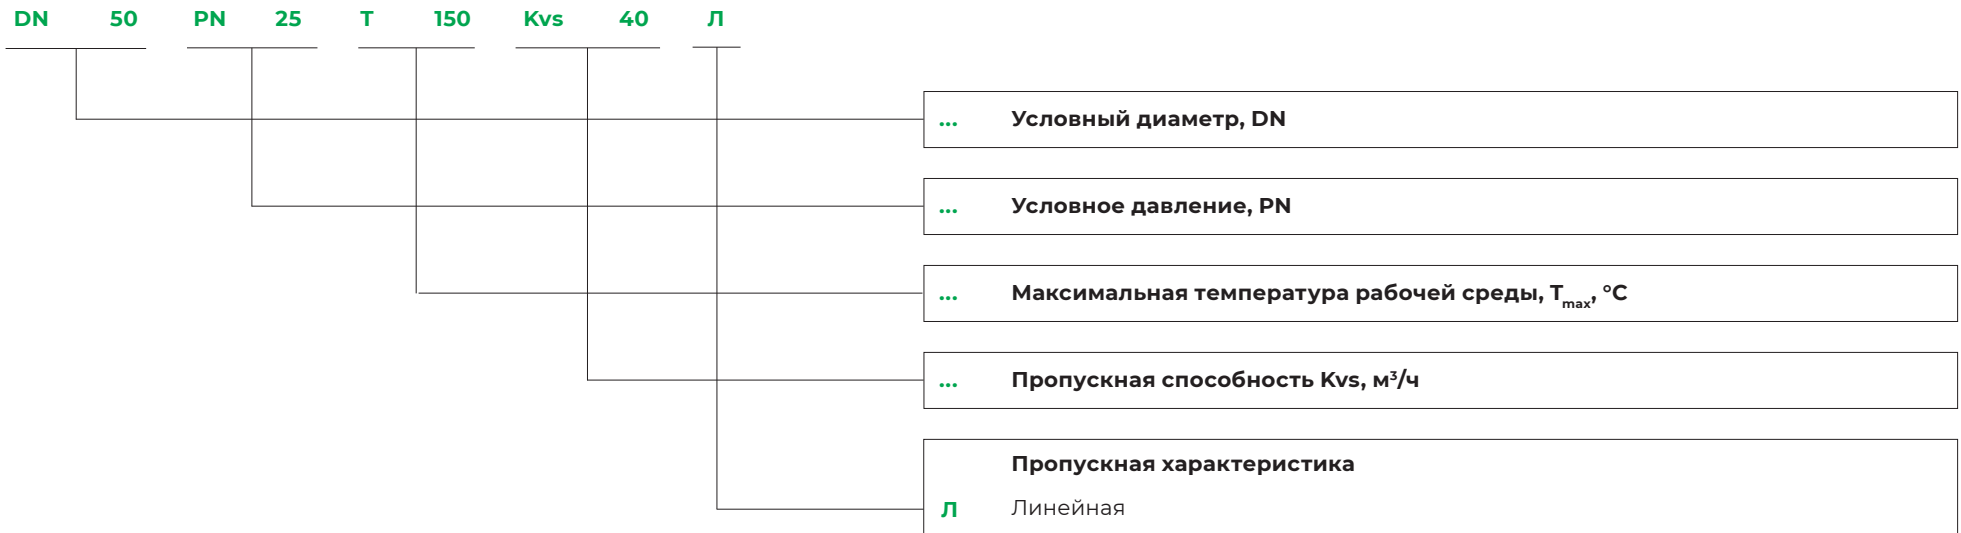 DN 50 PN 25 Т 150 Kvs 40 Л
... Условный диаметр, DN
... Условное давление, PN
... Максимальная температура рабочей среды, Tmax, °С
... Пропускная способность Kvs, м³/ч
Пропускная характеристика
Л Линейная